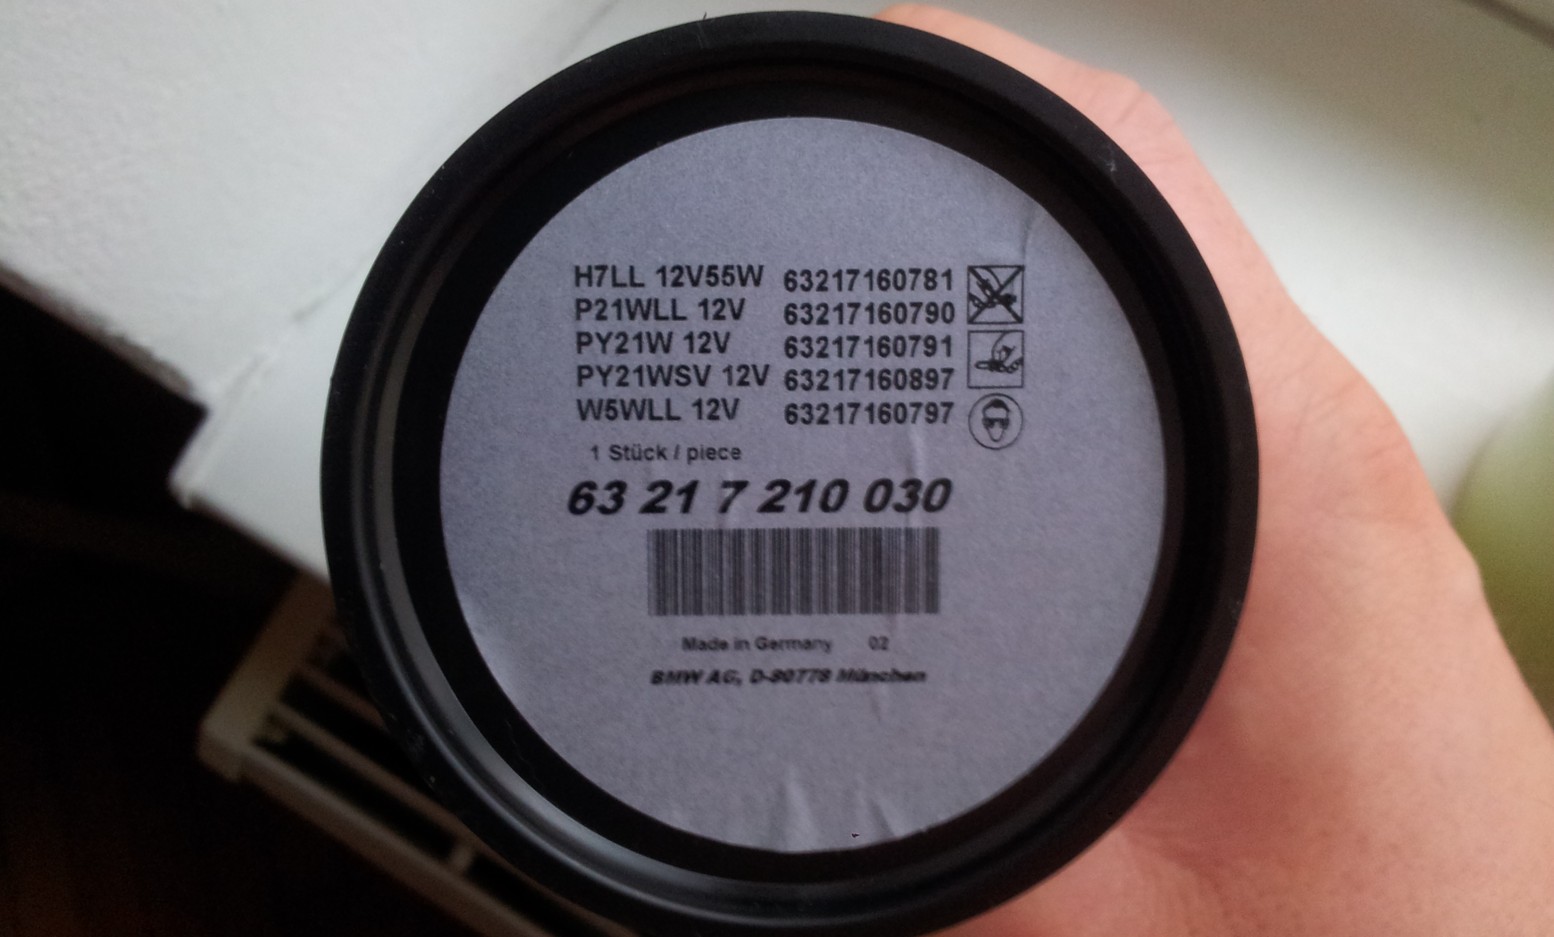 H7LL 12V55W 63217160781
P21WLL 12V 63217160790
PY21W 12V 63217160791
PY21WSV 12V 63217160897
W5WLL 12V 63217160797
1 Stück / piece
63 21 7 210 030
Made in Germany 02
BMW AG, D-80778 München